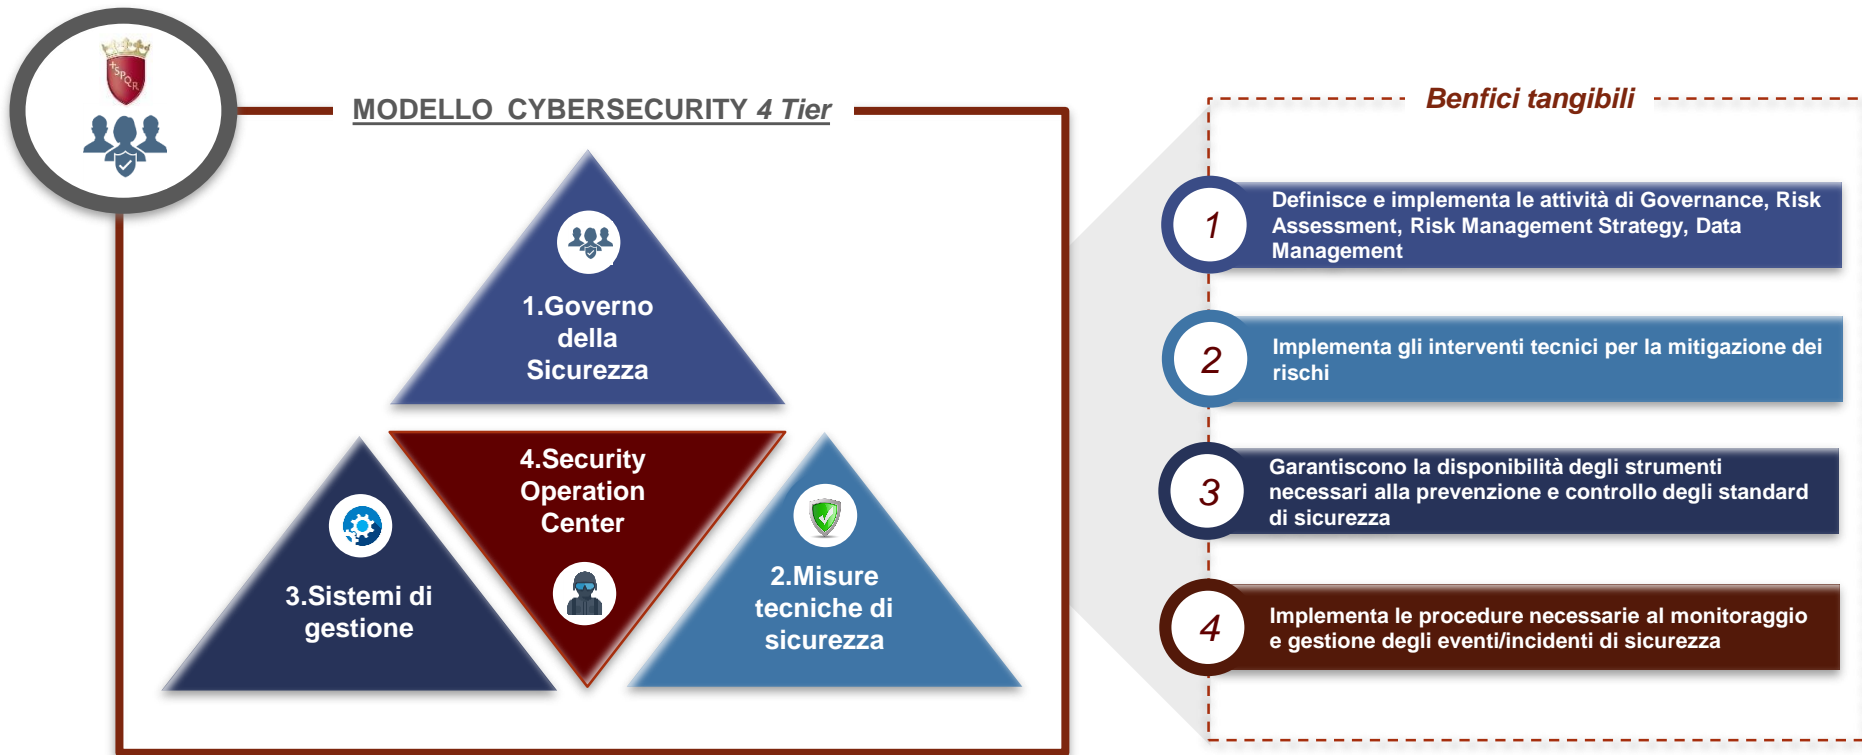 SPQR
MODELLO CYBERSECURITY 4 Tier
1.Governo
della
Sicurezza
4.Security
Operation
Center
3.Sistemi di
gestione
2.Misure
tecniche di
sicurezza
Benfici tangibili
1
Definisce e implementa le attività di Governance, Risk
Assessment, Risk Management Strategy, Data
Management
2
Implementa gli interventi tecnici per la mitigazione dei
rischi
3
Garantiscono la disponibilità degli strumenti
necessari alla prevenzione e controllo degli standard
di sicurezza
4
Implementa le procedure necessarie al monitoraggio
e gestione degli eventi/incidenti di sicurezza